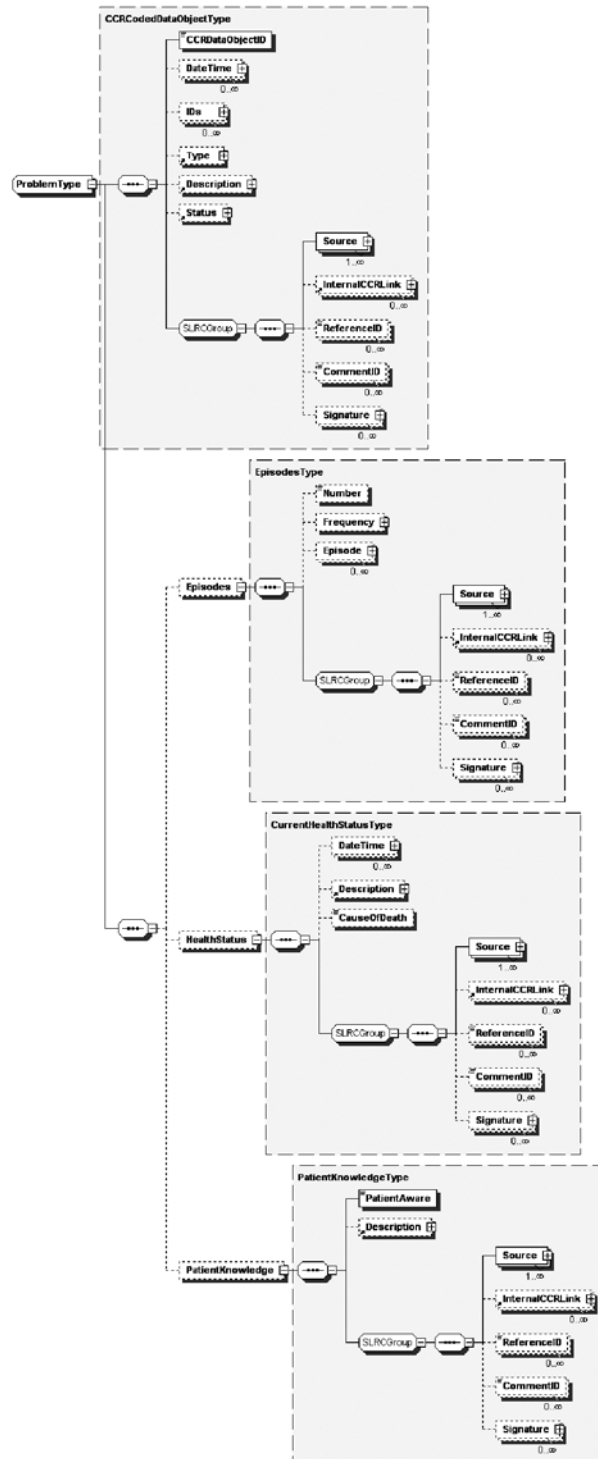 CCRCodedDataObjectType
CCRDataObjectID
DateTime
0..∞
IDs
0..∞
Type
ProblemType
Description
Status
Source
1..∞
InternalCCRLink
0..∞
SLRCGroup
ReferenceID
0..∞
CommentID
0..∞
Signature
0..∞
EpisodesType
Number
Frequency
Episode
0..∞
Episodes
Source
1..∞
InternalCCRLink
0..∞
SLRCGroup
ReferenceID
0..∞
CommentID
0..∞
Signature
0..∞
CurrentHealthStatusType
DateTime
0..∞
Description
CauseOfDeath
HealthStatus
Source
1..∞
InternalCCRLink
0..∞
SLRCGroup
ReferenceID
0..∞
CommentID
0..∞
Signature
0..∞
PatientKnowledgeType
PatientAware
Description
PatientKnowledge
Source
1..∞
InternalCCRLink
0..∞
SLRCGroup
ReferenceID
0..∞
CommentID
0..∞
Signature
0..∞